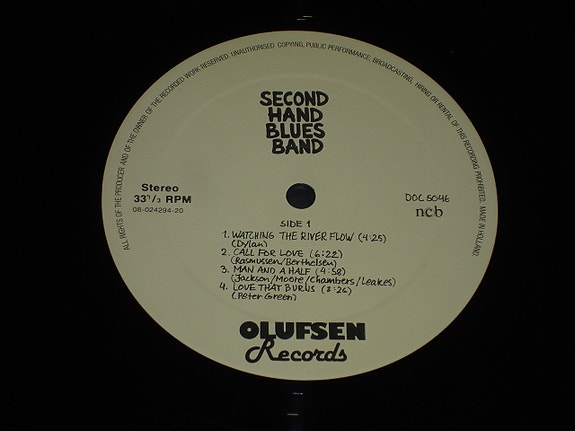 ALL RIGHTS OF THE PRODUCER AND OF THE OWNER OF THE RECORDED WORK RESERVED. UNAUTHORISED COPYING, PUBLIC PERFORMANCE, BROADCASTING, HIRING OR RENTAL OF THIS RECORDING PROHIBITED. MADE IN HOLLAND
SECOND
HAND
BLUES
BAND
Stereo
33⅓ RPM
08-024294-20
DOC 5046
ncb
SIDE 1
1. WATCHING THE RIVER FLOW (4:25)
(Dylan)
2. CALL FOR LOVE (6:22)
(Rasmussen/Berthelsen)
3. MAN AND A HALF (4:58)
(Jackson/Moore/Chambers/Leakes)
4. LOVE THAT BURNS (8:26)
(Peter Green)
OLUFSEN
Records